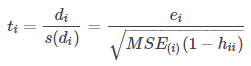 $t_i = \frac{d_i}{s(d_i)} = \frac{e_i}{\sqrt{MSE_{(i)}(1 - h_{ii})}}$